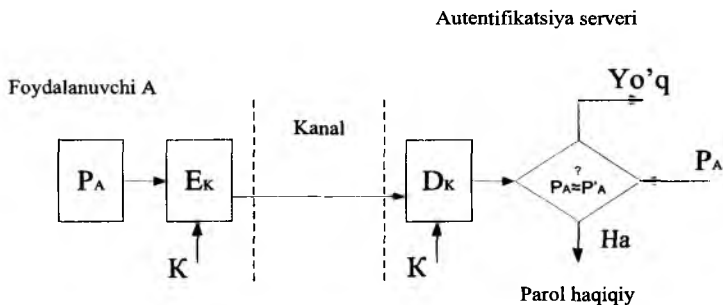 Autentifikatsiya serveri
Foydalanuvchi A
Kanal
Yo’q
PA
EK
DK
?
PA=P'A
PA
K
K
Ha
Parol haqiqiy